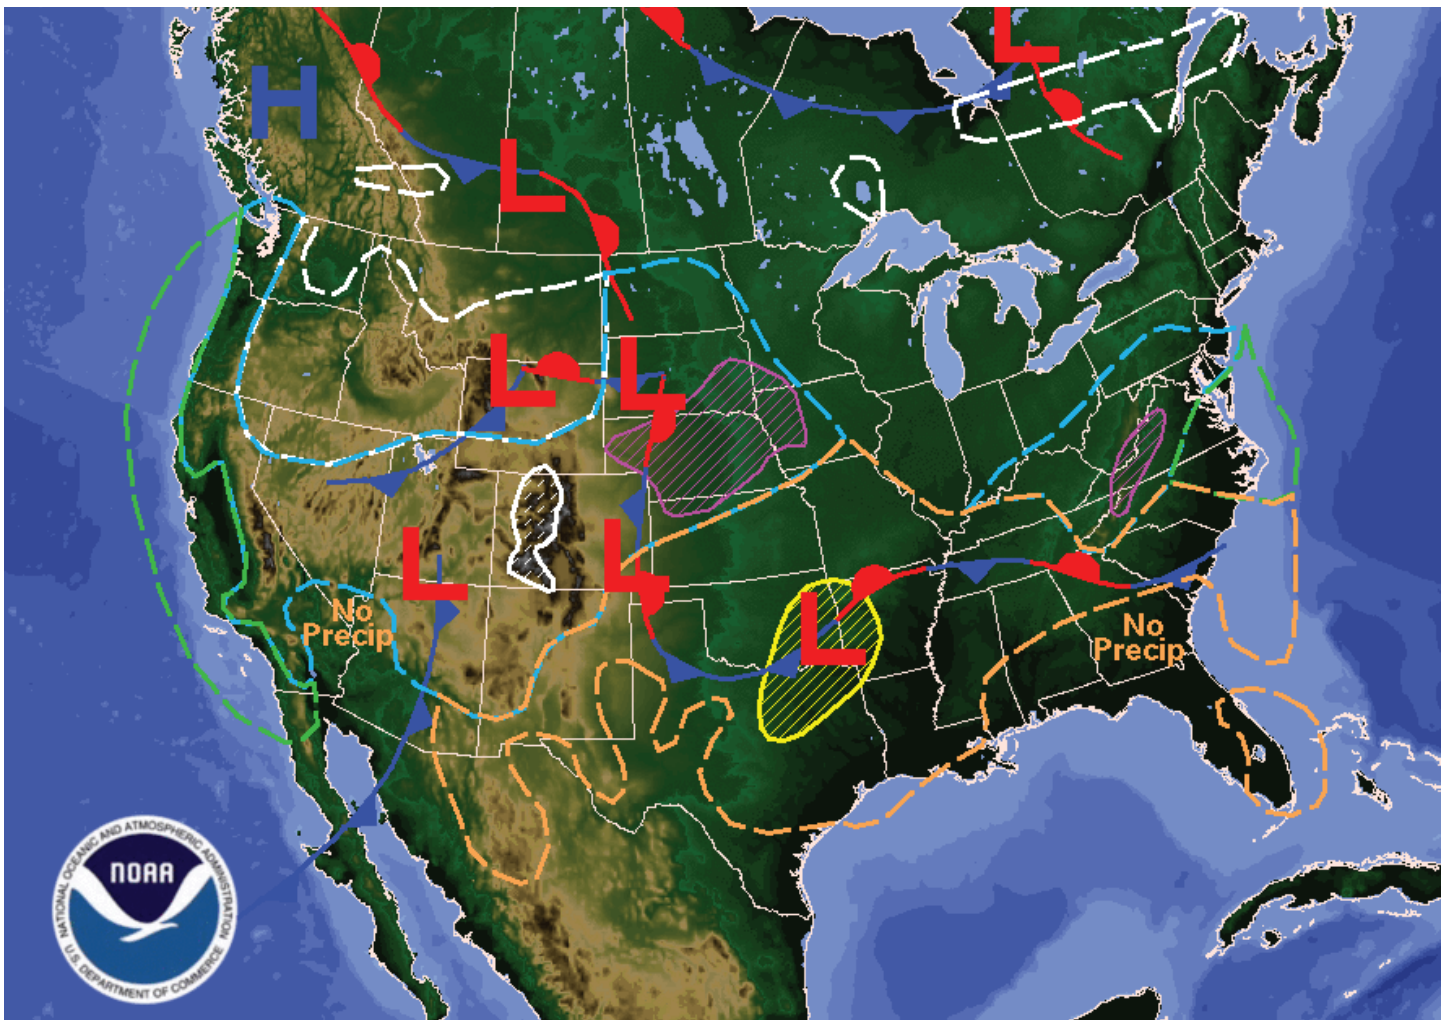 L
H
L
L
L
No
Precip
L
L
L
No
Precip
NOAA
NATIONAL OCEANIC AND ATMOSPHERIC ADMINISTRATION
U.S. DEPARTMENT OF COMMERCE